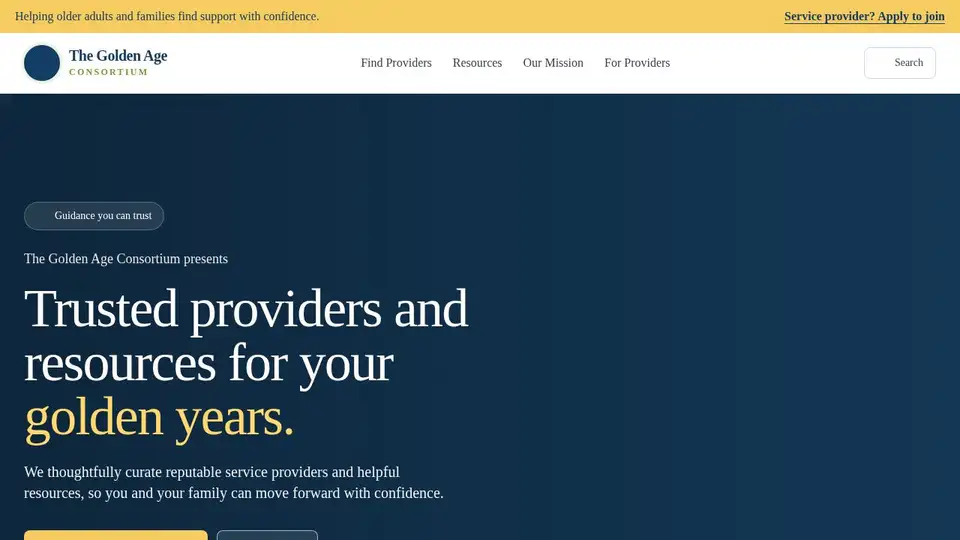 Helping older adults and families find support with confidence.
Service provider? Apply to join
The Golden Age
CONSORTIUM
Find Providers
Resources
Our Mission
For Providers
Search
Guidance you can trust
The Golden Age Consortium presents
Trusted providers and
resources for your
golden years.
We thoughtfully curate reputable service providers and helpful
resources, so you and your family can move forward with confidence.